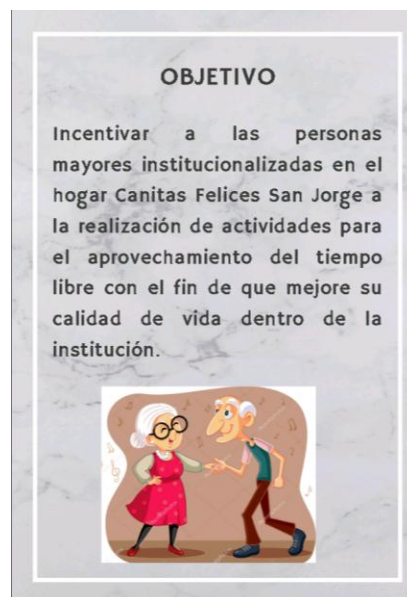 OBJETIVO
Incentivar a las personas
mayores institucionalizadas en el
hogar Canitas Felices San Jorge a
la realización de actividades para
el aprovechamiento del tiempo
libre con el fin de que mejore su
calidad de vida dentro de la
institución.